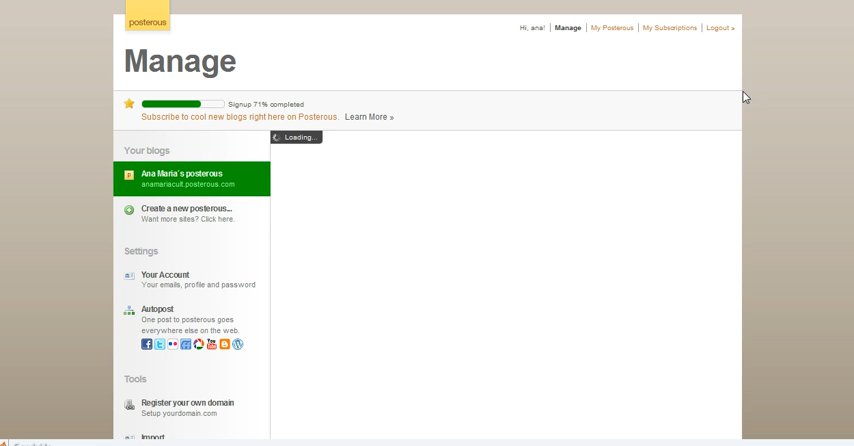 posterous
Hi, ana! Manage My Posterous My Subscriptions Logout »
Manage
Signup 71% completed
Subscribe to cool new blogs right here on Posterous. Learn More »
Loading...
Your blogs
Ana Maria´s posterous
anamariacult.posterous.com
Create a new posterous...
Want more sites? Click here.
Settings
Your Account
Your emails, profile and password
Autopost
One post to posterous goes
everywhere else on the web.
You
Tools
Register your own domain
Setup yourdomain.com
Import